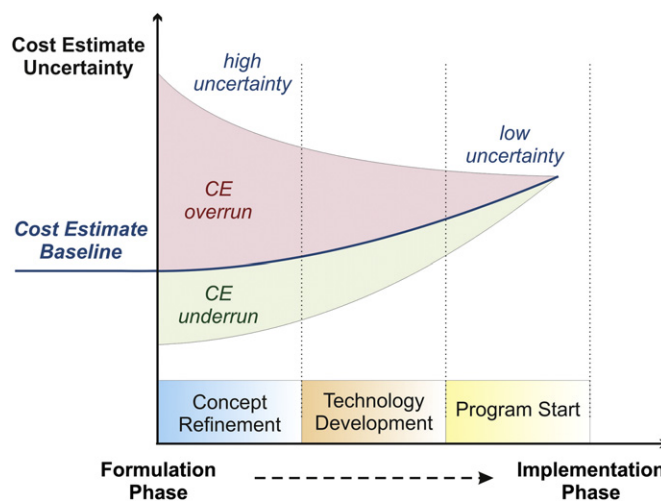 Cost Estimate
Uncertainty
high
uncertainty
low
uncertainty
CE
overrun
Cost Estimate
Baseline
CE
underrun
Concept
Refinement
Technology
Development
Program Start
Formulation
Phase
Implementation
Phase